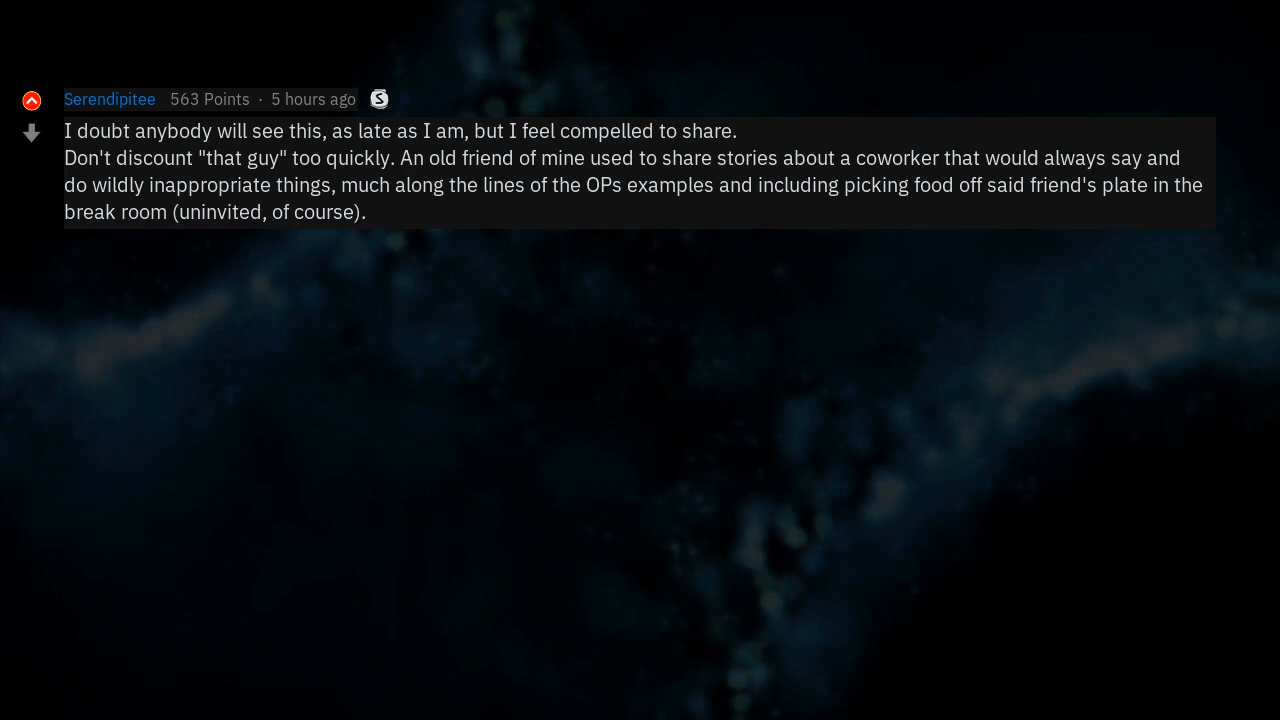 Serendipitee 563 Points · 5 hours ago S
I doubt anybody will see this, as late as I am, but I feel compelled to share.
Don't discount "that guy" too quickly. An old friend of mine used to share stories about a coworker that would always say and
do wildly inappropriate things, much along the lines of the OPs examples and including picking food off said friend's plate in the
break room (uninvited, of course).